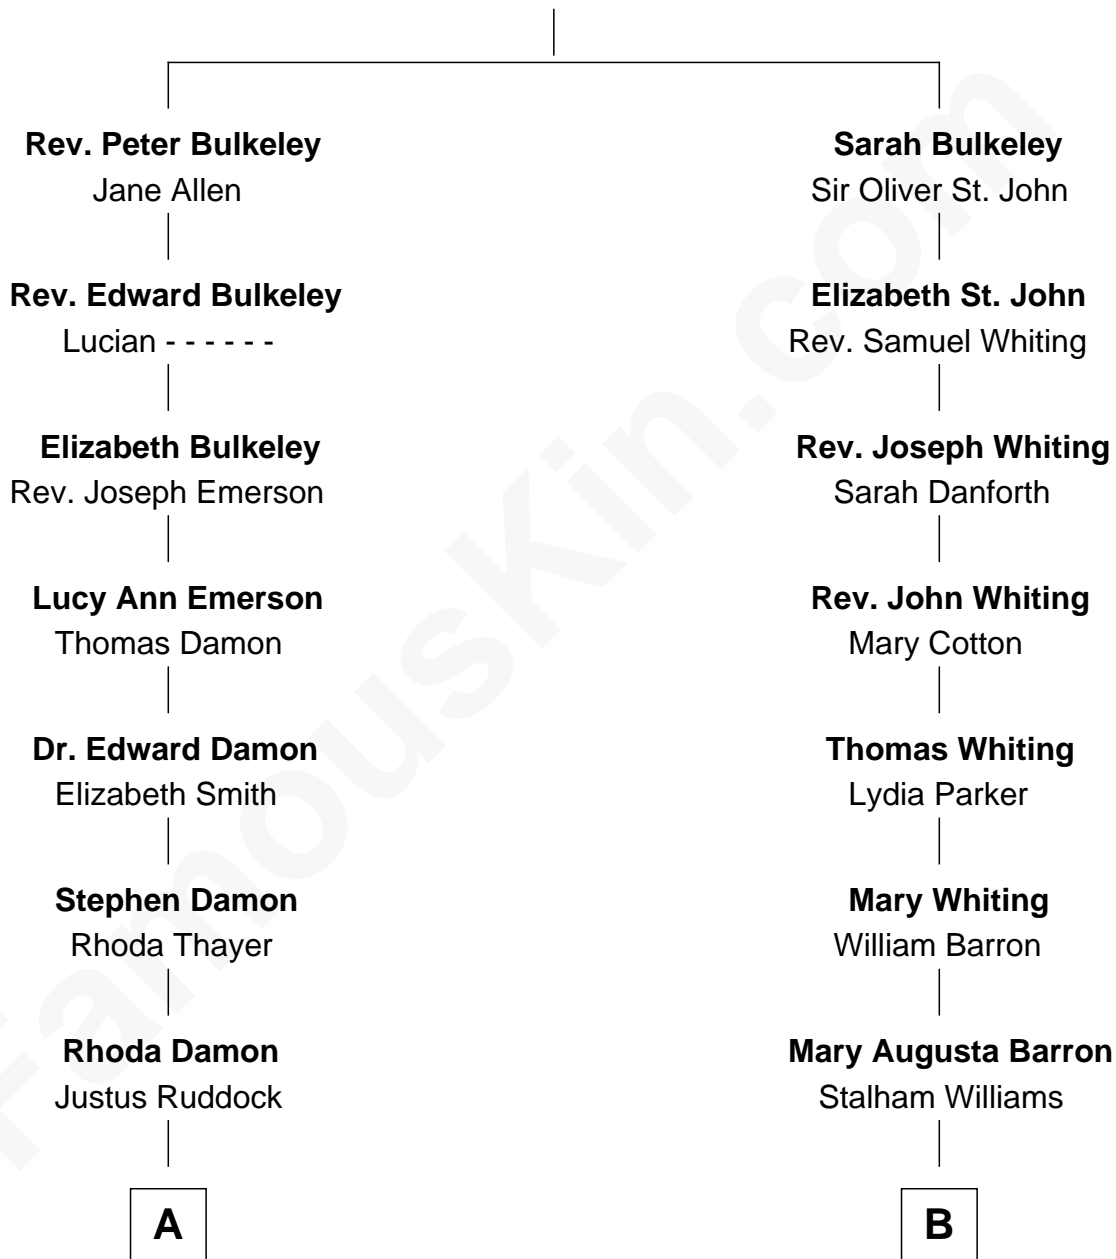 Rev. Peter Bulkeley
Jane Allen
Rev. Edward Bulkeley
Lucian - - - - - -
Elizabeth Bulkeley
Rev. Joseph Emerson
Lucy Ann Emerson
Thomas Damon
Dr. Edward Damon
Elizabeth Smith
Stephen Damon
Rhoda Thayer
Rhoda Damon
Justus Ruddock
A
Sarah Bulkeley
Sir Oliver St. John
Elizabeth St. John
Rev. Samuel Whiting
Rev. Joseph Whiting
Sarah Danforth
Rev. John Whiting
Mary Cotton
Thomas Whiting
Lydia Parker
Mary Whiting
William Barron
Mary Augusta Barron
Stalham Williams
B
FamousKin.com